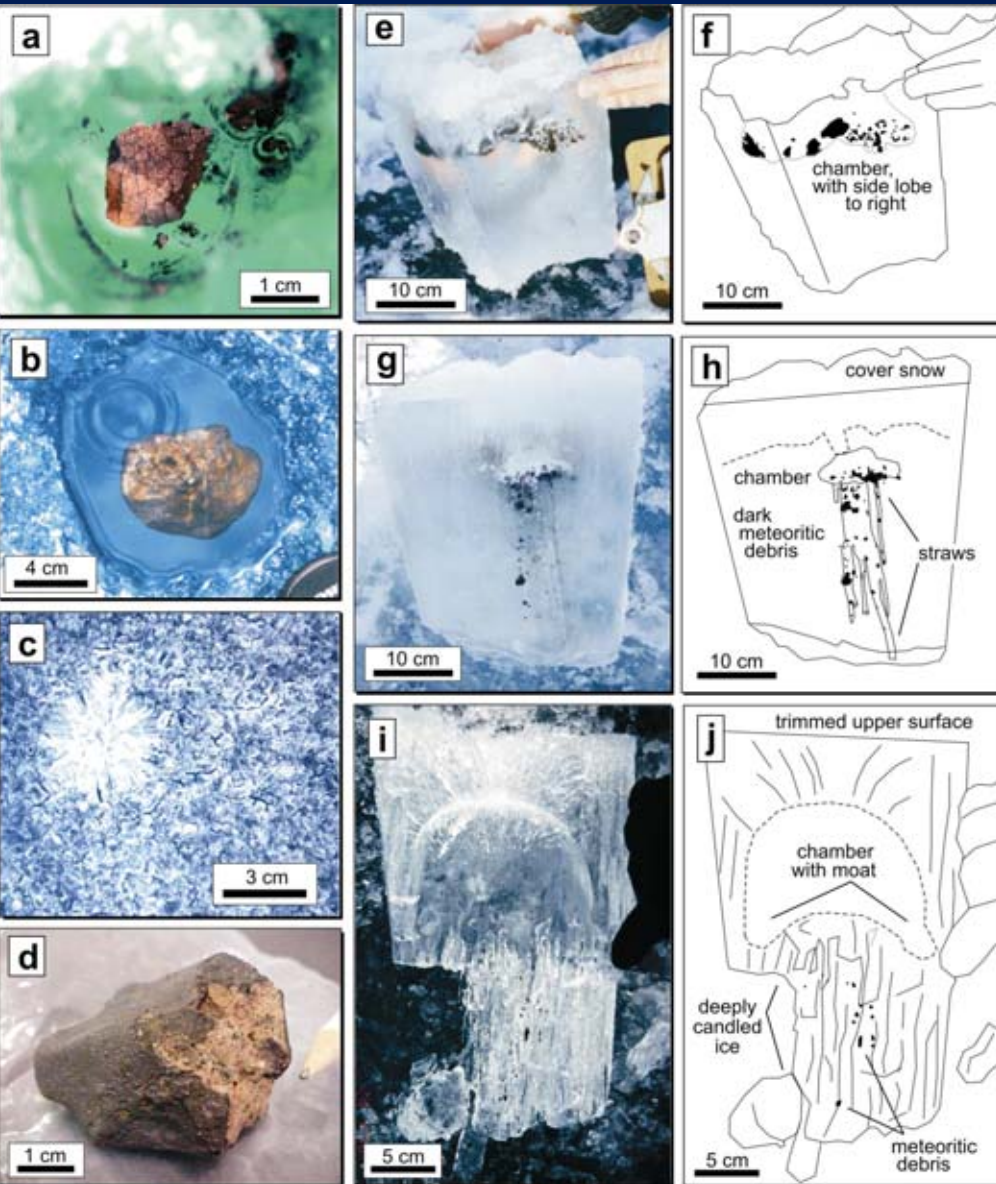 a
1 cm
b
4 cm
c
3 cm
d
1 cm
e
10 cm
f
chamber,
with side lobe
to right
10 cm
g
10 cm
h
cover snow
chamber
dark
meteoritic
debris
straws
10 cm
i
5 cm
j
trimmed upper surface
chamber
with moat
deeply
candled
ice
meteoritic
debris
5 cm